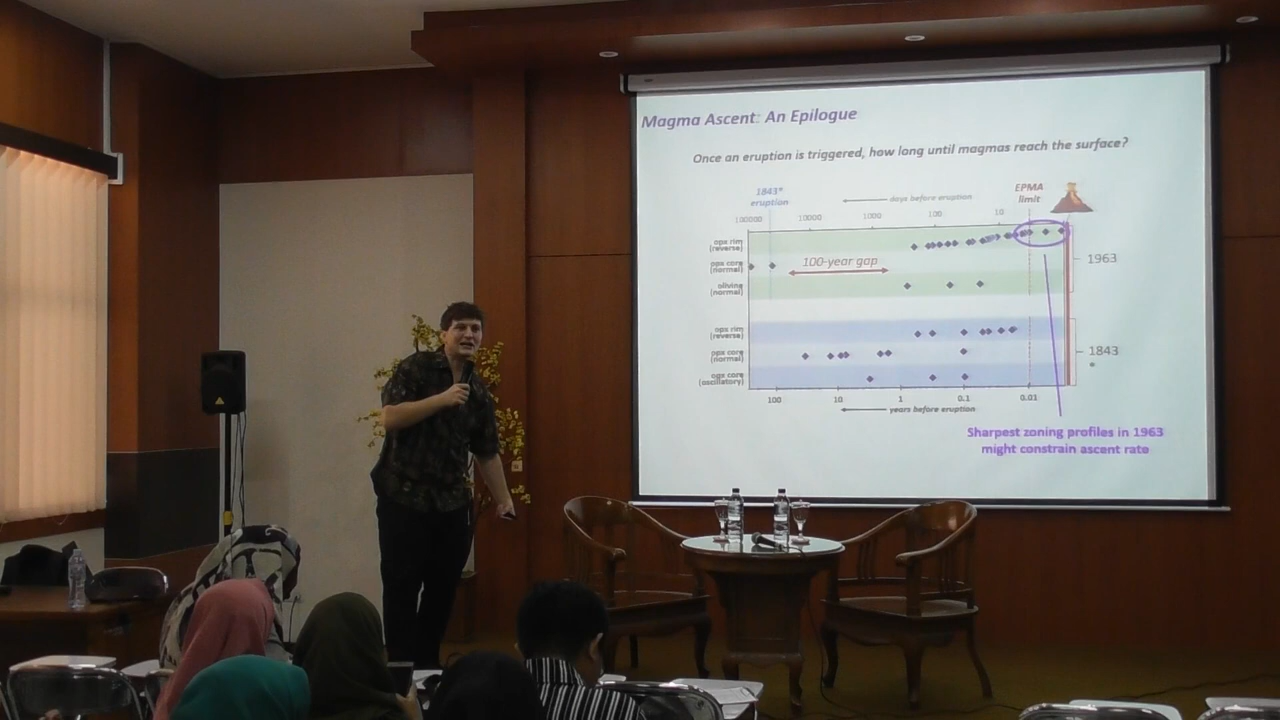 Magma Ascent: An Epilogue
Once an eruption is triggered, how long until magmas reach the surface?
1843*
eruption
days before eruption
EPMA
limit
100000 10000 1000 100 10
opx rim
(reverse)
opx core
(normal)
100-year gap
olivine
(normal)
1963
opx rim
(reverse)
opx core
(normal)
1843
*
opx core
(oscillatory)
100 10 1 0.1 0.01
years before eruption
Sharpest zoning profiles in 1963
might constrain ascent rate